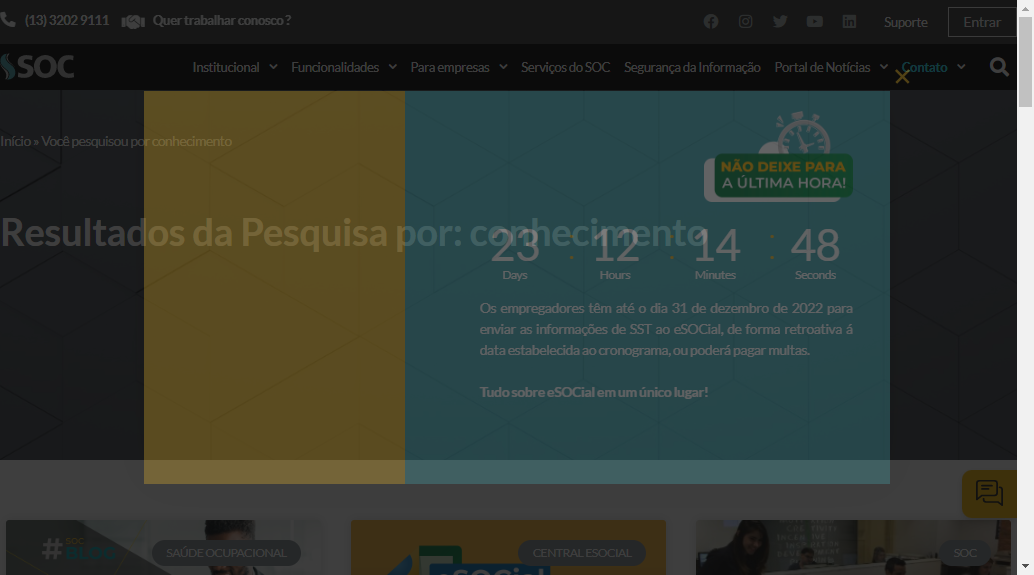 (13) 3202 9111 Quer trabalhar conosco ? Suporte Entrar
SOC Institucional Funcionalidades Para empresas Serviços do SOC Segurança da Informação Portal de Notícias Contato
Início » Você pesquisou por conhecimento
NÃO DEIXE PARA
A ÚLTIMA HORA!
Resultados da Pesquisa por: conhecimento
23 : 12 : 14 : 48
Days Hours Minutes Seconds
Os empregadores têm até o dia 31 de dezembro de 2022 para
enviar as informações de SST ao eSOCial, de forma retroativa á
data estabelecida ao cronograma, ou poderá pagar multas.
Tudo sobre eSOCial em um único lugar!
#SOC
BLOG
SAÚDE OCUPACIONAL
CENTRAL ESOCIAL
SOC
eSOCial